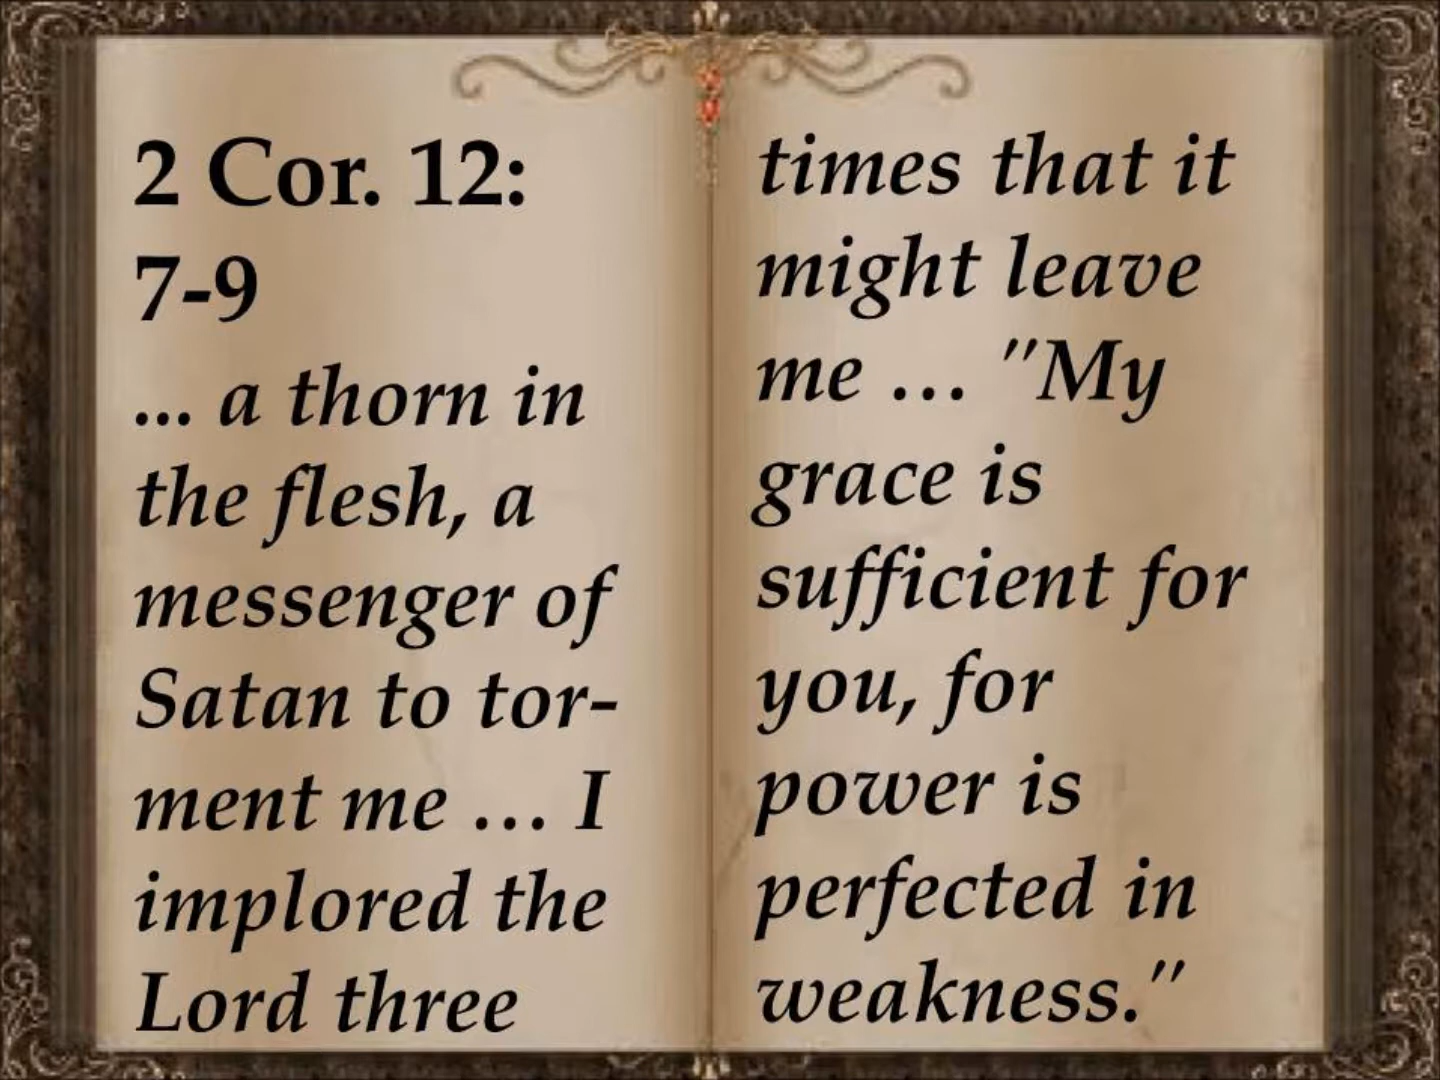 2 Cor. 12:
7-9
... a thorn in
the flesh, a
messenger of
Satan to tor-
ment me … I
implored the
Lord three
times that it
might leave
me … "My
grace is
sufficient for
you, for
power is
perfected in
weakness."